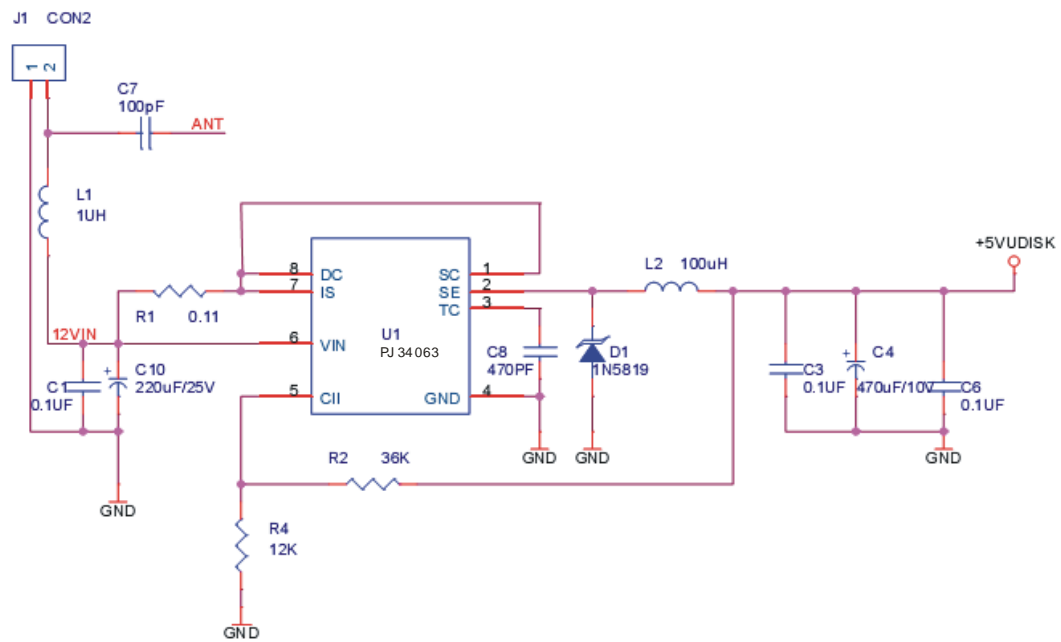 J1 CON2
1 2
C7
100pF
ANT
L1
1UH
+5VUDISK
L2 100uH
8 DC SC 1
7 IS SE 2
TC 3
R1 0.11
12VIN
6 VIN
U1
PJ 34063
C8
470PF
D1
1N5819
C1
0.1UF
C10
220uF/25V
5 CII GND 4
C3
0.1UF
C4
470uF/10V
C6
0.1UF
+
+
GND
GND
GND
GND
R2 36K
R4
12K
GND